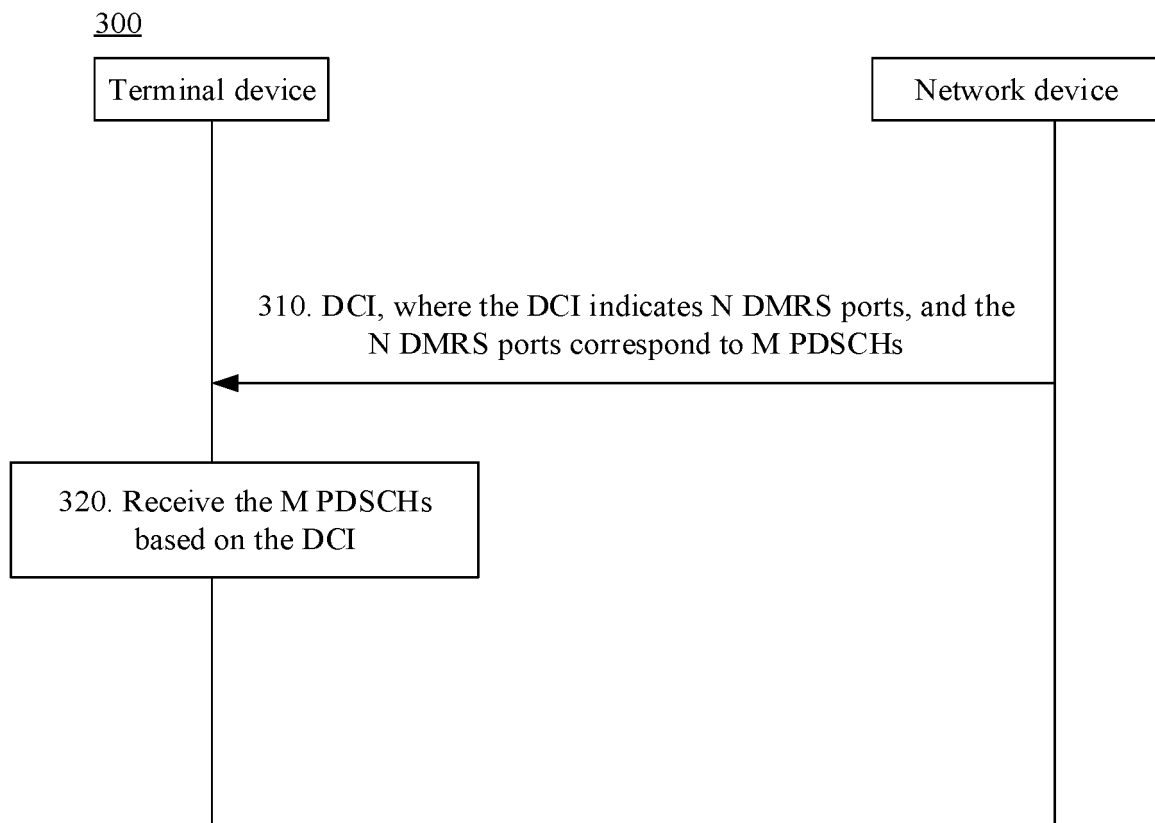 300
Terminal device
Network device
310. DCI, where the DCI indicates N DMRS ports, and the
N DMRS ports correspond to M PDSCHs
320. Receive the M PDSCHs
based on the DCI